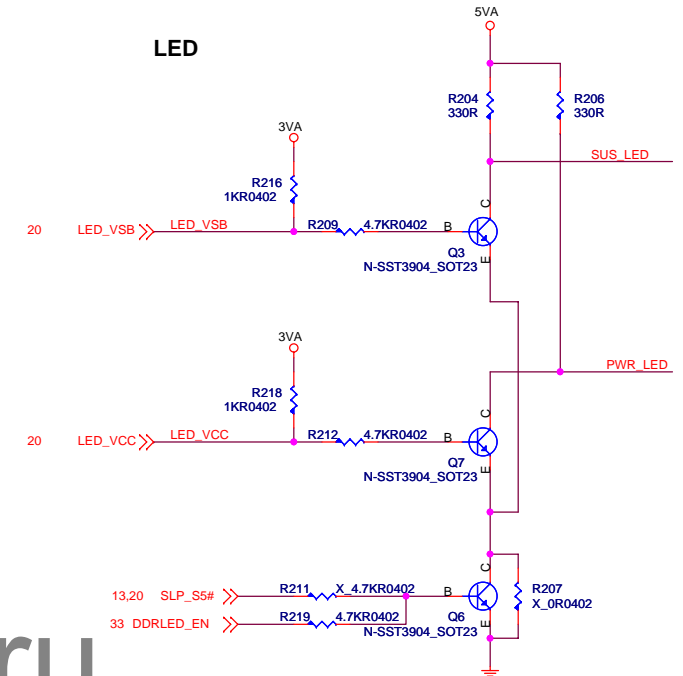 5VA
LED
R204
330R
R206
330R
3VA
SUS_LED
R216
1KR0402
20 LED_VSB LED_VSB R209 4.7KR0402 B C E
Q3
N-SST3904_SOT23
3VA
PWR_LED
R218
1KR0402
20 LED_VCC LED_VCC R212 4.7KR0402 B C E
Q7
N-SST3904_SOT23
13,20 SLP_S5# R211 X_4.7KR0402 B C E
R207
X_0R0402
33 DDRLED_EN R219 4.7KR0402
Q6
N-SST3904_SOT23
ru